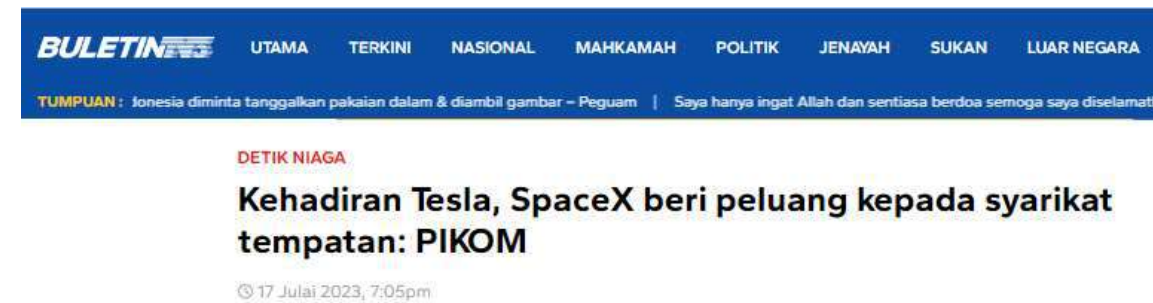 BULETIN TV3 UTAMA TERKINI NASIONAL MAHKAMAH POLITIK JENAYAH SUKAN LUAR NEGARA
TUMPUAN : donesia diminta tanggalkan pakaian dalam & diambil gambar – Peguam | Saya hanya ingat Allah dan sentiasa berdoa semoga saya diselamat
DETIK NIAGA
Kehadiran Tesla, SpaceX beri peluang kepada syarikat
tempatan: PIKOM
17 Julai 2023, 7:05pm